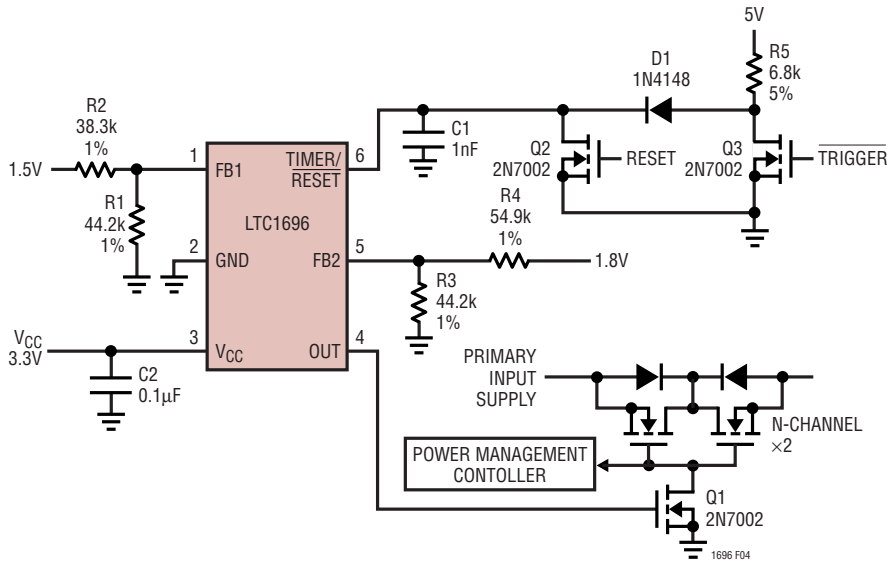 5V
R5
6.8k
5%
D1
1N4148
R2
38.3k
1%
1.5V
C1
1nF
Q2
2N7002
RESET
Q3
2N7002
TRIGGER
1
FB1
TIMER/
RESET
6
R1
44.2k
1%
LTC1696
R4
54.9k
1%
2
GND
FB2
5
1.8V
R3
44.2k
1%
VCC
3.3V
3
VCC
OUT
4
C2
0.1µF
PRIMARY
INPUT
SUPPLY
N-CHANNEL
×2
POWER MANAGEMENT
CONTOLLER
Q1
2N7002
1696 F04